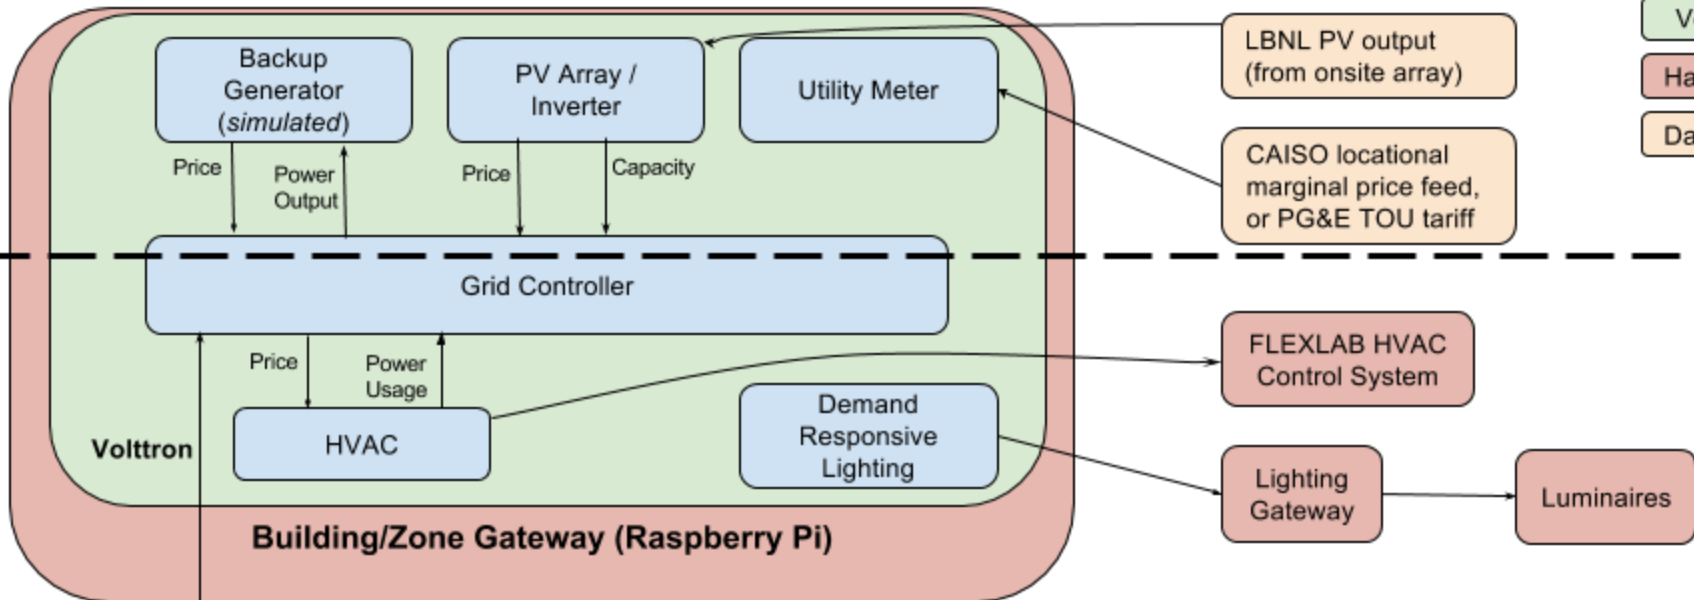 Backup
Generator
(simulated)
PV Array /
Inverter
Utility Meter
LBNL PV output
(from onsite array)
CAISO locational
marginal price feed,
or PG&E TOU tariff
Price
Power
Output
Price
Capacity
Grid Controller
Price
Power
Usage
HVAC
Demand
Responsive
Lighting
Volttron
FLEXLAB HVAC
Control System
Lighting
Gateway
Luminaires
Building/Zone Gateway (Raspberry Pi)